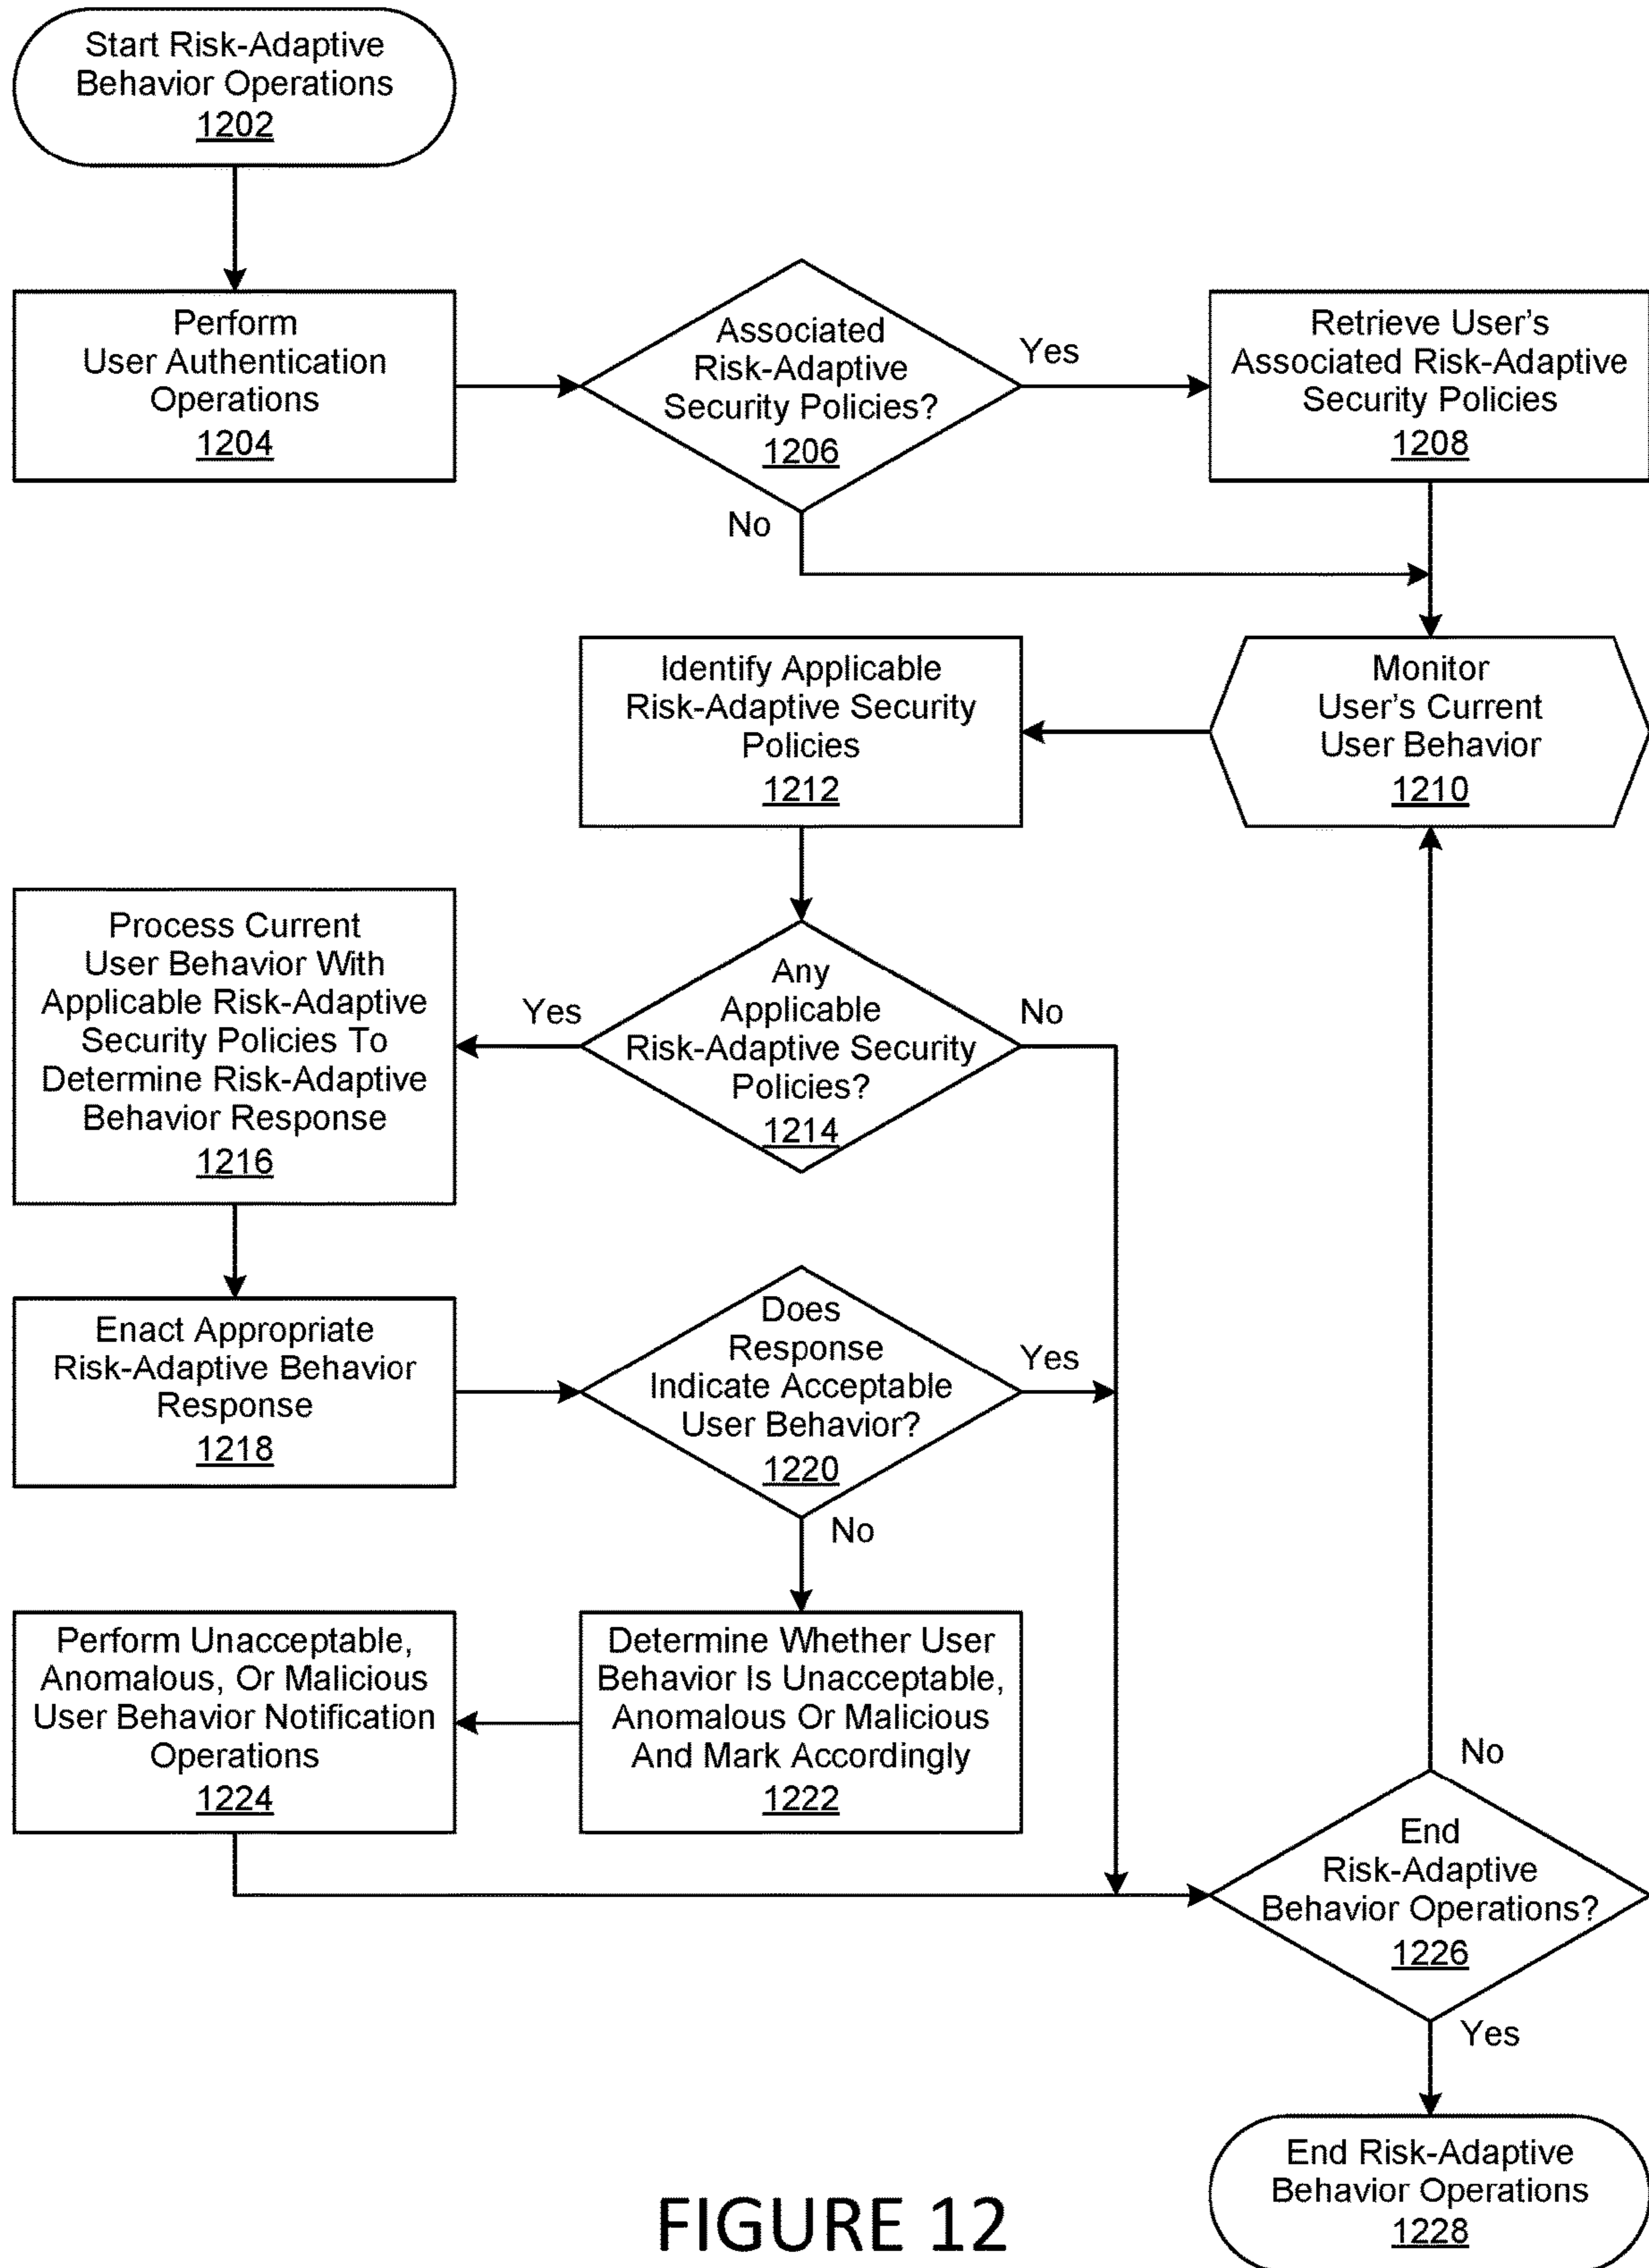 Start Risk-Adaptive
Behavior Operations
1202
Perform
User Authentication
Operations
1204
Associated
Risk-Adaptive
Security Policies?
1206
Yes
No
Retrieve User's
Associated Risk-Adaptive
Security Policies
1208
Monitor
User's Current
User Behavior
1210
Identify Applicable
Risk-Adaptive Security
Policies
1212
Any
Applicable
Risk-Adaptive Security
Policies?
1214
Yes
No
Process Current
User Behavior With
Applicable Risk-Adaptive
Security Policies To
Determine Risk-Adaptive
Behavior Response
1216
Enact Appropriate
Risk-Adaptive Behavior
Response
1218
Does
Response
Indicate Acceptable
User Behavior?
1220
Yes
No
Determine Whether User
Behavior Is Unacceptable,
Anomalous Or Malicious
And Mark Accordingly
1222
Perform Unacceptable,
Anomalous, Or Malicious
User Behavior Notification
Operations
1224
No
End
Risk-Adaptive
Behavior Operations?
1226
Yes
End Risk-Adaptive
Behavior Operations
1228
FIGURE 12